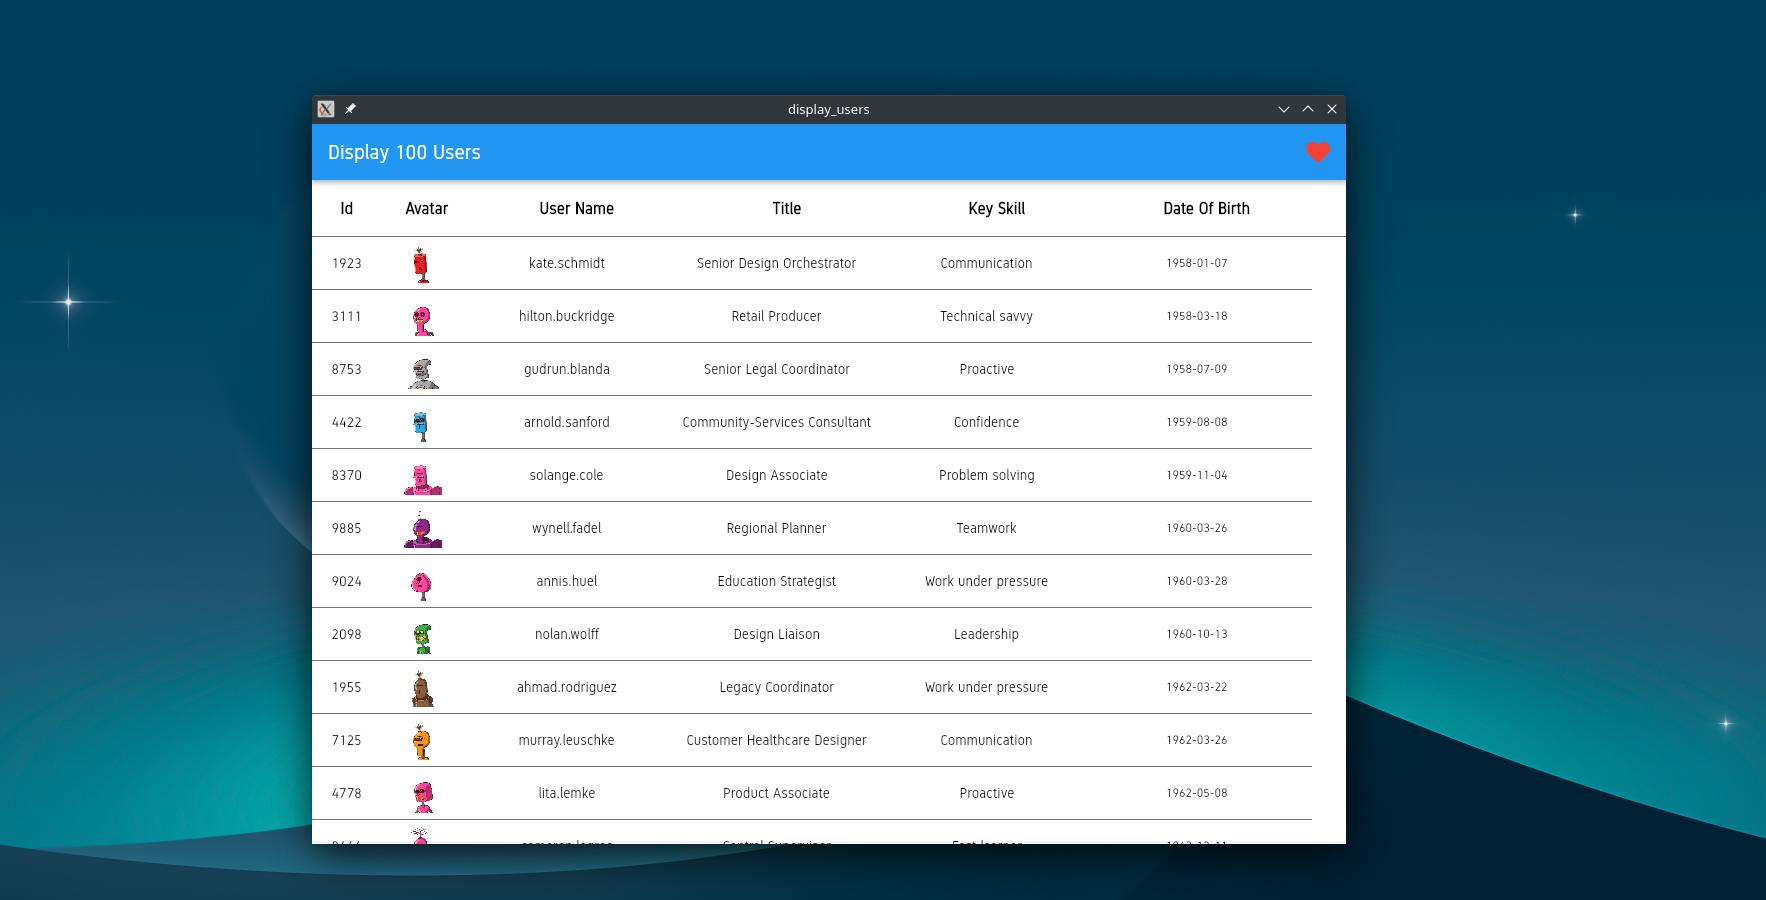 display_users
Display 100 Users
Id Avatar User Name Title Key Skill Date Of Birth
1923 kate.schmidt Senior Design Orchestrator Communication 1958-01-07
3111 hilton.buckridge Retail Producer Technical savvy 1958-03-18
8753 gudrun.blanda Senior Legal Coordinator Proactive 1958-07-09
4422 arnold.sanford Community-Services Consultant Confidence 1959-08-08
8370 solange.cole Design Associate Problem solving 1959-11-04
9885 wynell.fadel Regional Planner Teamwork 1960-03-26
9024 annis.huel Education Strategist Work under pressure 1960-03-28
2098 nolan.wolff Design Liaison Leadership 1960-10-13
1955 ahmad.rodriguez Legacy Coordinator Work under pressure 1962-03-22
7125 murray.leuschke Customer Healthcare Designer Communication 1962-03-26
4778 lita.lemke Product Associate Proactive 1962-05-08